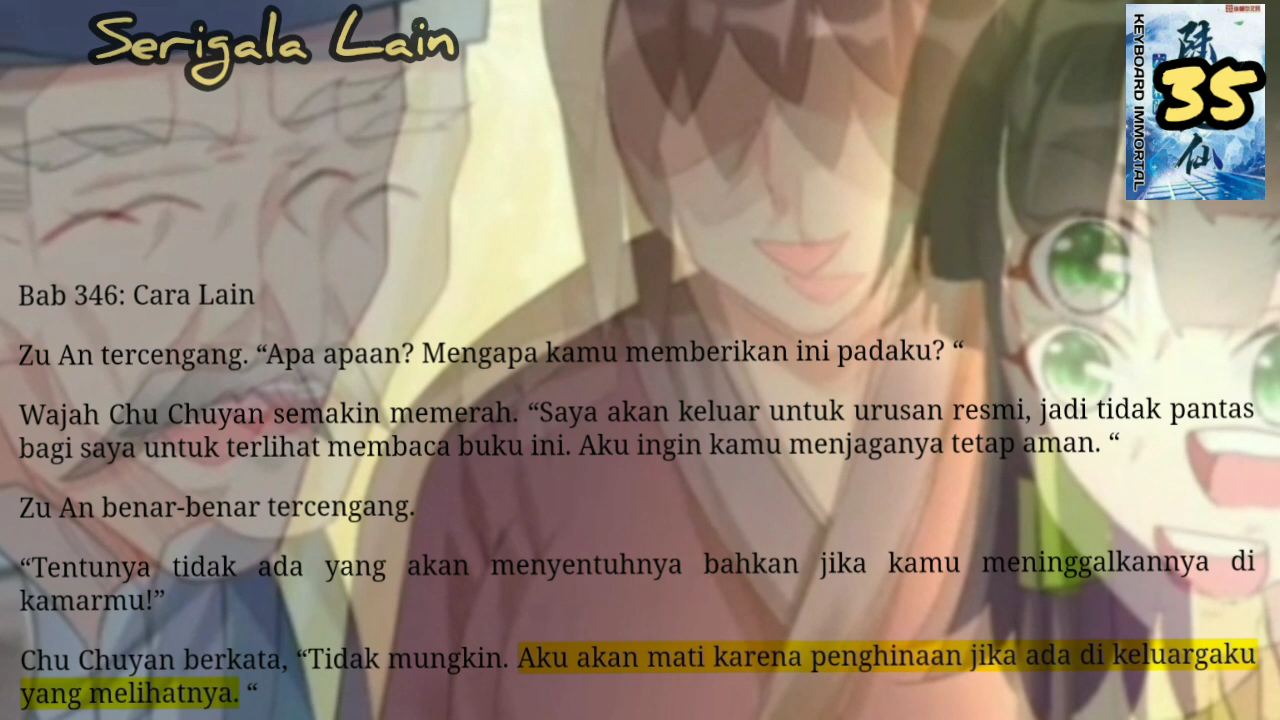 Serigala Lain
KEYBOARD IMMORTAL
35
仙
Bab 346: Cara Lain
Zu An tercengang. “Apa apaan? Mengapa kamu memberikan ini padaku? “
Wajah Chu Chuyan semakin memerah. “Saya akan keluar untuk urusan resmi, jadi tidak pantas
bagi saya untuk terlihat membaca buku ini. Aku ingin kamu menjaganya tetap aman. “
Zu An benar-benar tercengang.
“Tentunya tidak ada yang akan menyentuhnya bahkan jika kamu meninggalkannya di
kamarmu!”
Chu Chuyan berkata, “Tidak mungkin. Aku akan mati karena penghinaan jika ada di keluargaku
yang melihatnya. “